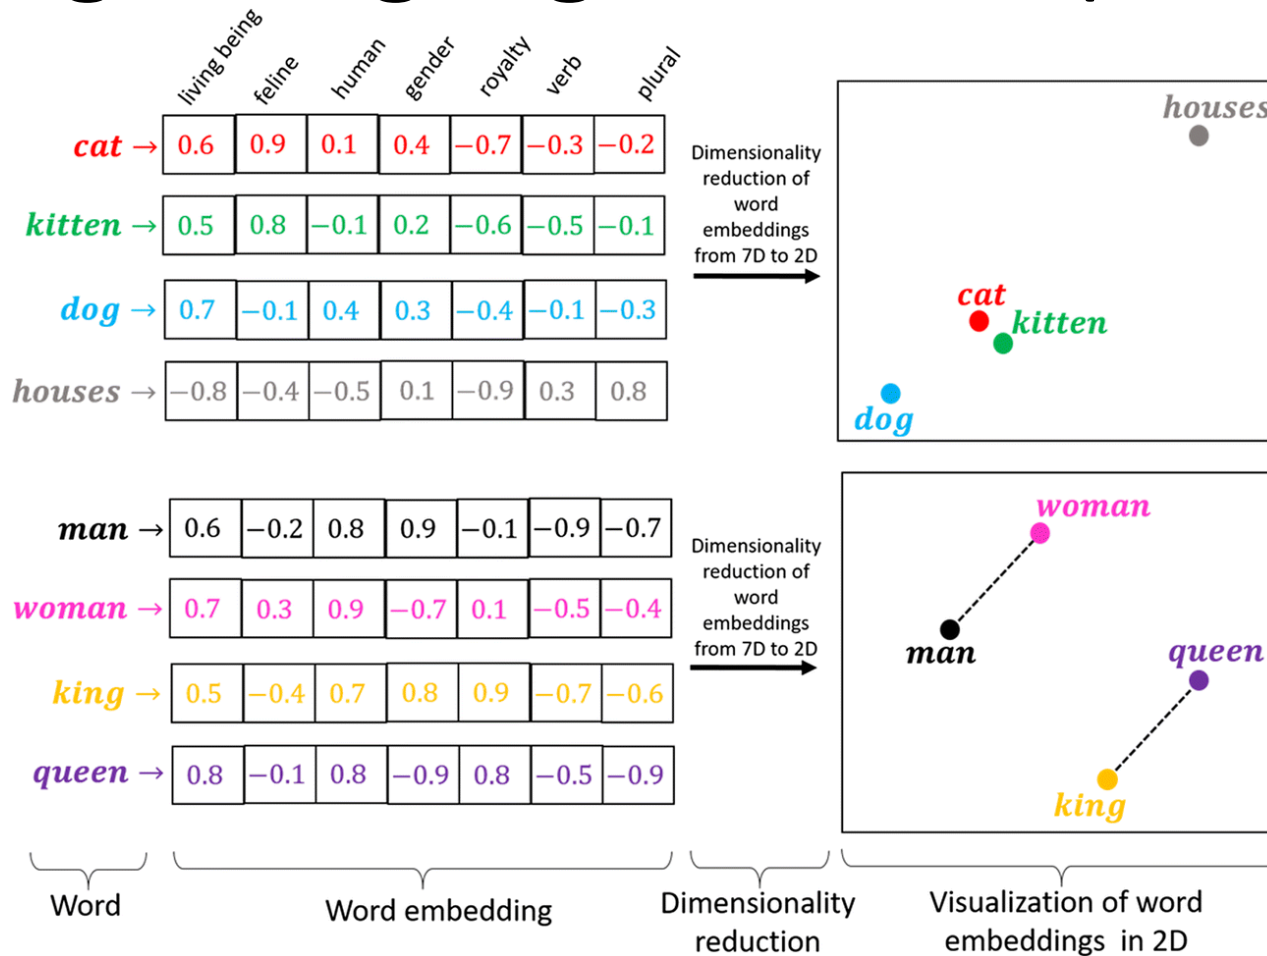 living being feline human gender royalty verb plural
cat → 0.6 0.9 0.1 0.4 −0.7 −0.3 −0.2
kitten → 0.5 0.8 −0.1 0.2 −0.6 −0.5 −0.1
dog → 0.7 −0.1 0.4 0.3 −0.4 −0.1 −0.3
houses → −0.8 −0.4 −0.5 0.1 −0.9 0.3 0.8
Dimensionality
reduction of
word
embeddings
from 7D to 2D
houses
cat
kitten
dog
man → 0.6 −0.2 0.8 0.9 −0.1 −0.9 −0.7
woman → 0.7 0.3 0.9 −0.7 0.1 −0.5 −0.4
king → 0.5 −0.4 0.7 0.8 0.9 −0.7 −0.6
queen → 0.8 −0.1 0.8 −0.9 0.8 −0.5 −0.9
Dimensionality
reduction of
word
embeddings
from 7D to 2D
woman
man
queen
king
Word
Word embedding
Dimensionality
reduction
Visualization of word
embeddings in 2D